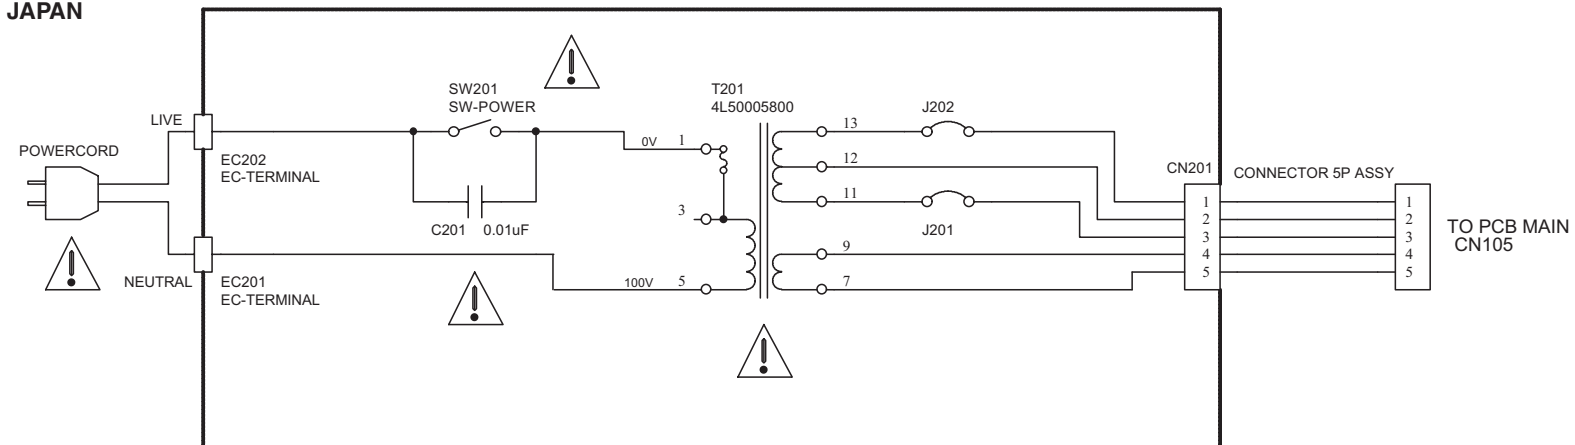 JAPAN
SW201
SW-POWER
T201
4L50005800
LIVE
J202
13
POWERCORD
0V 1
EC202
EC-TERMINAL
12
CN201
CONNECTOR 5P ASSY
11
1 1
3
C201 0.01uF
J201
2 2
3 3
TO PCB MAIN
CN105
9
4 4
NEUTRAL
EC201
EC-TERMINAL
100V 5
7
5 5